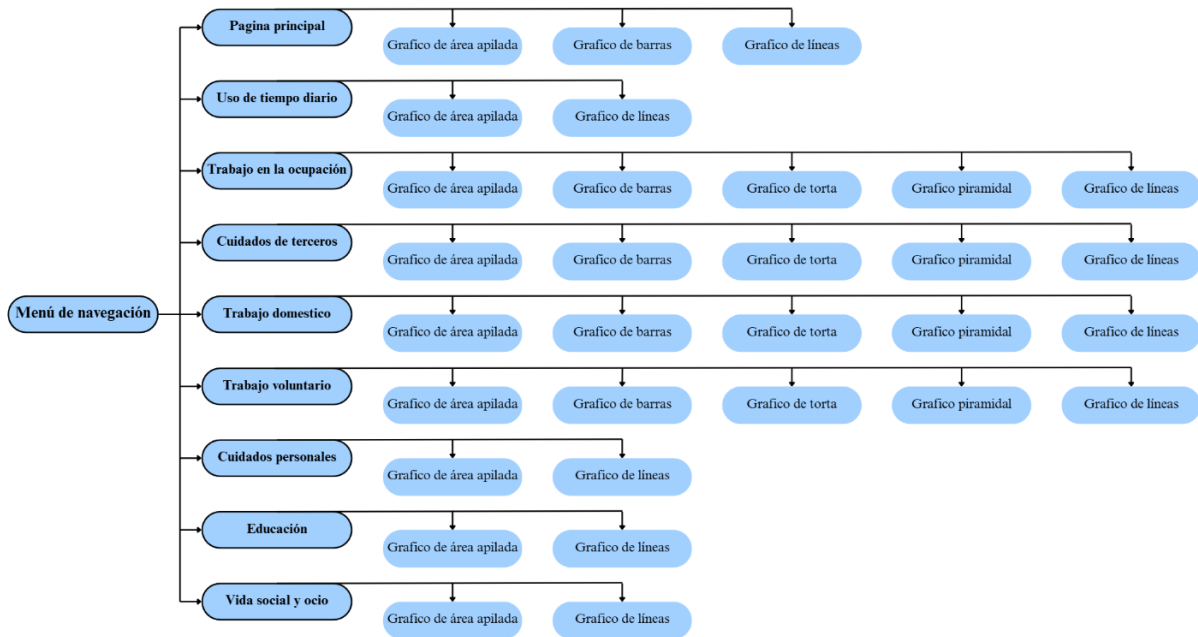 Pagina principal
Grafico de área apilada
Grafico de barras
Grafico de líneas
Uso de tiempo diario
Grafico de área apilada
Grafico de líneas
Trabajo en la ocupación
Grafico de área apilada
Grafico de barras
Grafico de torta
Grafico piramidal
Grafico de líneas
Cuidados de terceros
Grafico de área apilada
Grafico de barras
Grafico de torta
Grafico piramidal
Grafico de líneas
Menú de navegación
Trabajo domestico
Grafico de área apilada
Grafico de barras
Grafico de torta
Grafico piramidal
Grafico de líneas
Trabajo voluntario
Grafico de área apilada
Grafico de barras
Grafico de torta
Grafico piramidal
Grafico de líneas
Cuidados personales
Grafico de área apilada
Grafico de líneas
Educación
Grafico de área apilada
Grafico de líneas
Vida social y ocio
Grafico de área apilada
Grafico de líneas